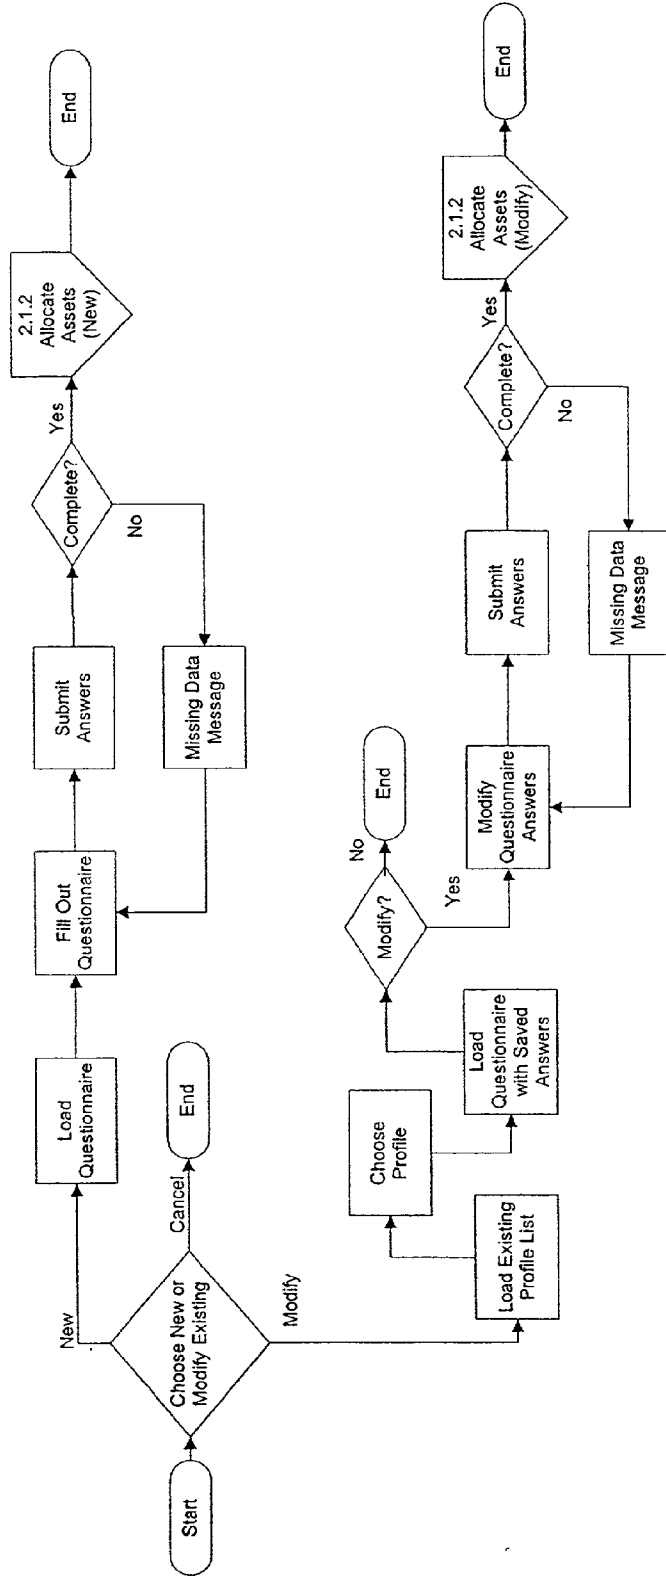 Start
Choose New or
Modify Existing
New
Cancel
Modify
End
Load
Questionnaire
Fill Out
Questionnaire
Submit
Answers
Complete?
Yes
No
Missing Data
Message
2.1.2
Allocate
Assets
(New)
End
Load Existing
Profile List
Choose
Profile
Load
Questionnaire
with Saved
Answers
Modify?
No
End
Yes
Modify
Questionnaire
Answers
Submit
Answers
Complete?
Yes
No
Missing Data
Message
2.1.2
Allocate
Assets
(Modify)
End